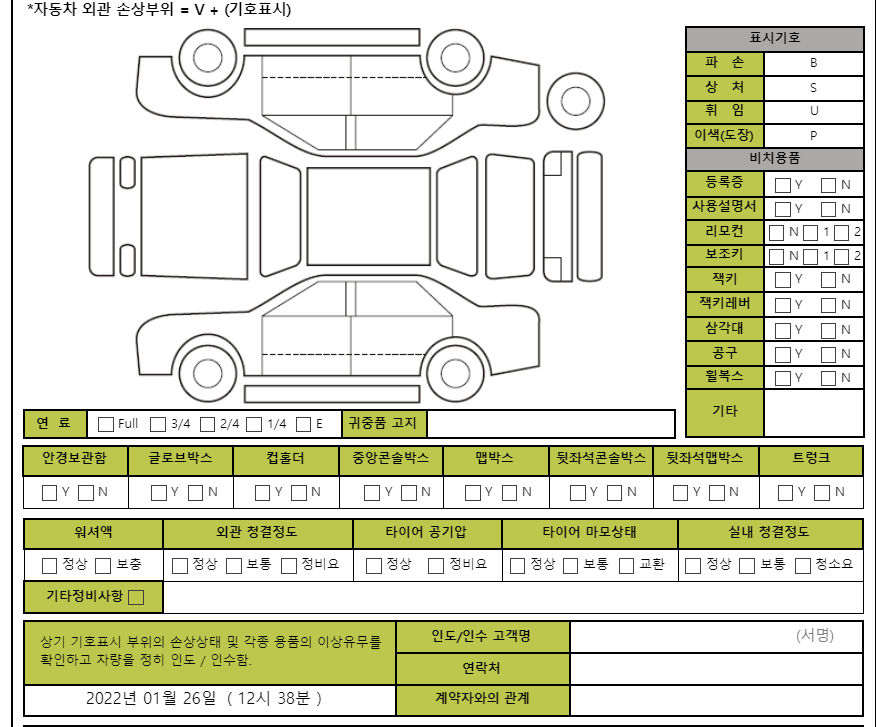 *자동차 외관 손상부위 = V + (기호표시)
표시기호
파 손 B
상 처 S
휘 임 U
이색(도장) P
비치용품
등록증 Y N
사용설명서 Y N
리모컨 N 1 2
보조키 N 1 2
잭키 Y N
잭키레버 Y N
삼각대 Y N
공구 Y N
휠복스 Y N
기타
연 료 Full 3/4 2/4 1/4 E 귀중품 고지
안경보관함 글로브박스 컵홀더 중앙콘솔박스 맵박스 뒷좌석콘솔박스 뒷좌석맵박스 트렁크
Y N Y N Y N Y N Y N Y N Y N Y N
워셔액 외관 청결정도 타이어 공기압 타이어 마모상태 실내 청결정도
정상 보충 정상 보통 정비요 정상 정비요 정상 보통 교환 정상 보통 청소요
기타정비사항
상기 기호표시 부위의 손상상태 및 각종 용품의 이상유무를
확인하고 차량을 정히 인도 / 인수함.
인도/인수 고객명 (서명)
연락처
2022년 01월 26일 ( 12시 38분 ) 계약자와의 관계